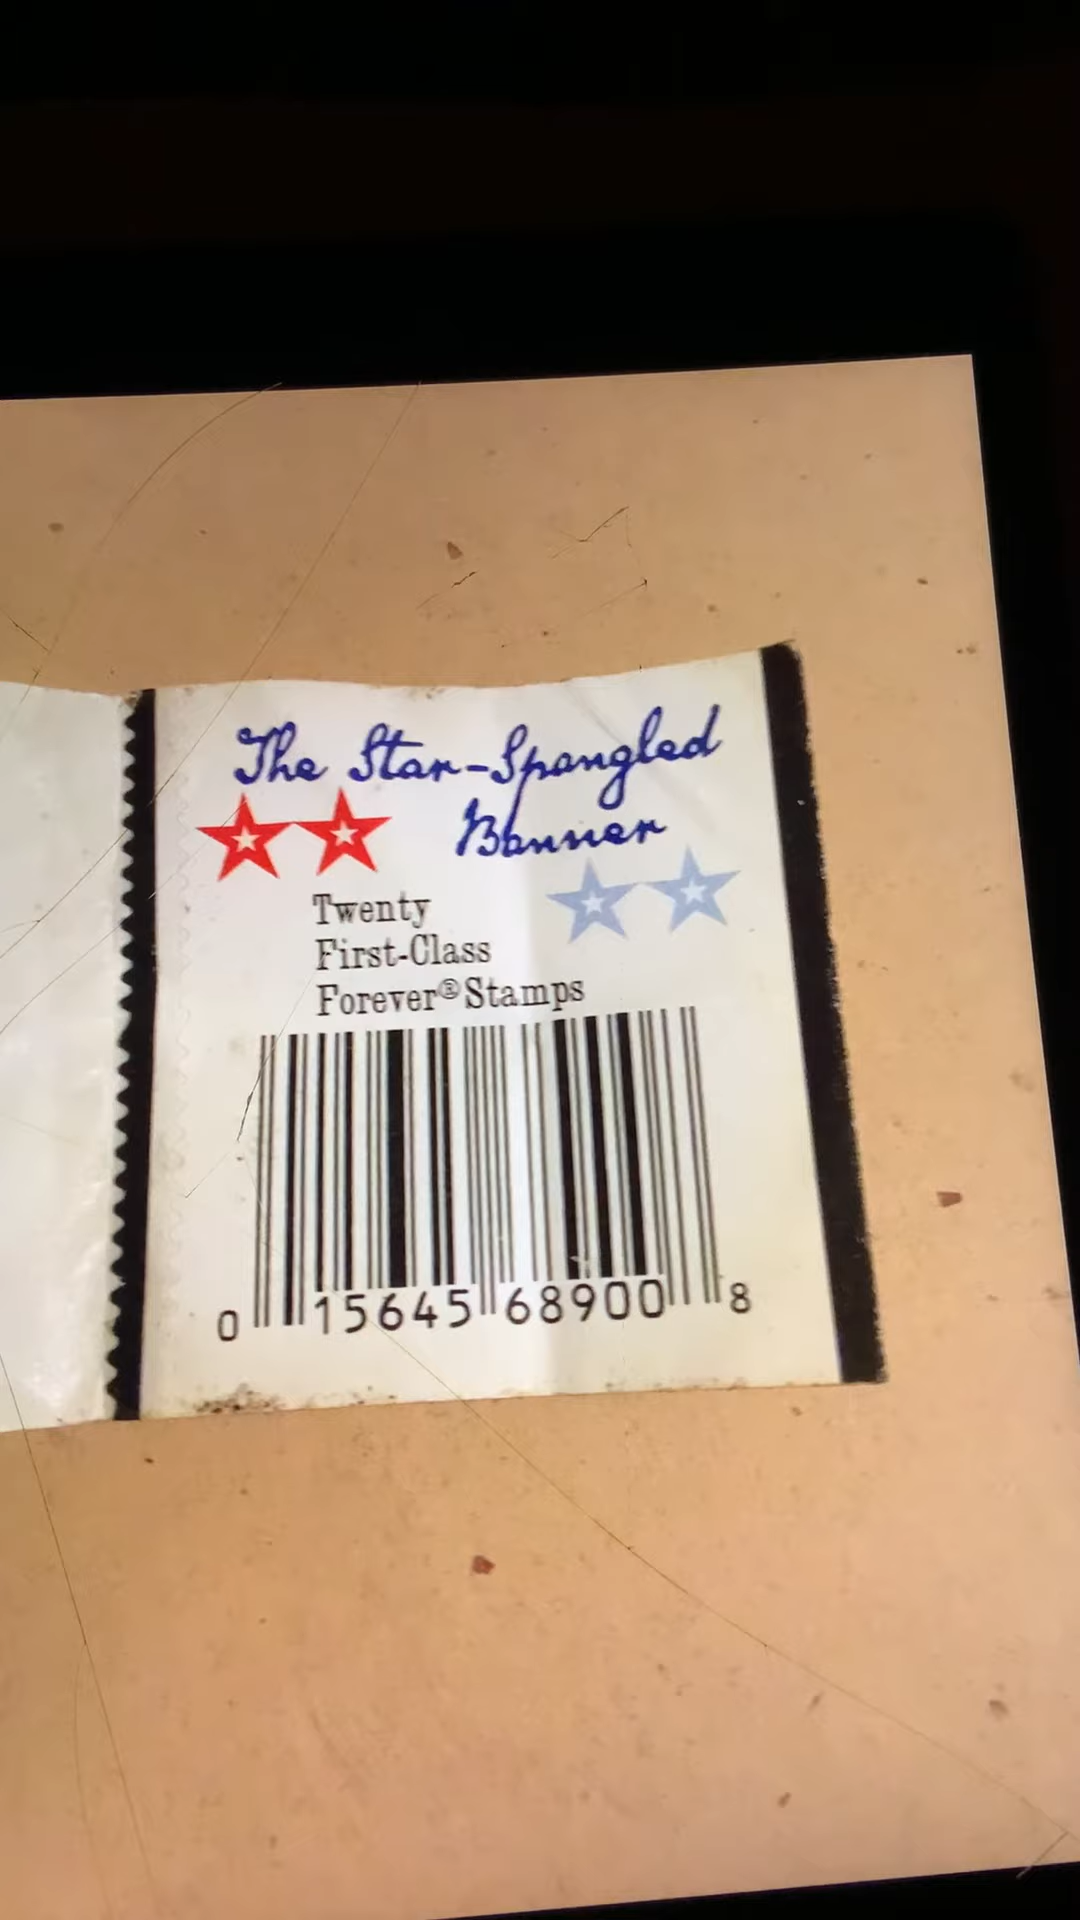 The Star-Spangled
Banner
Twenty
First-Class
Forever® Stamps
0 15645 68900 8